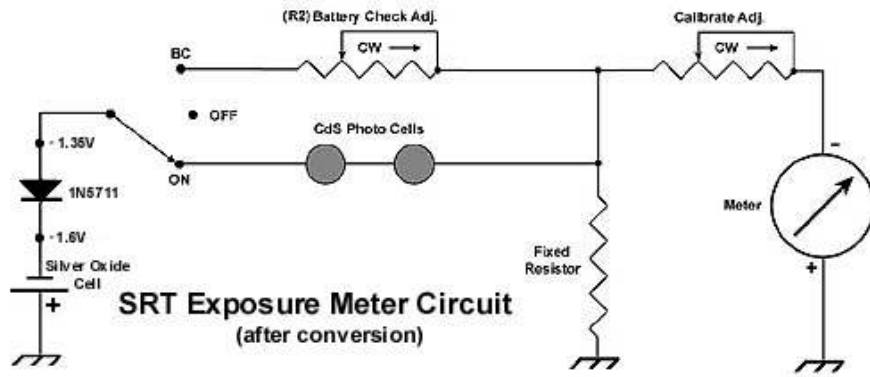 (R2) Battery Check Adj.
Calibrate Adj.
BC
CW
CW
OFF
CdS Photo Cells
- 1.35V
ON
1N5711
-
Meter
- 1.6V
Silver Oxide
Cell
+
Fixed
Resistor
+
SRT Exposure Meter Circuit
(after conversion)